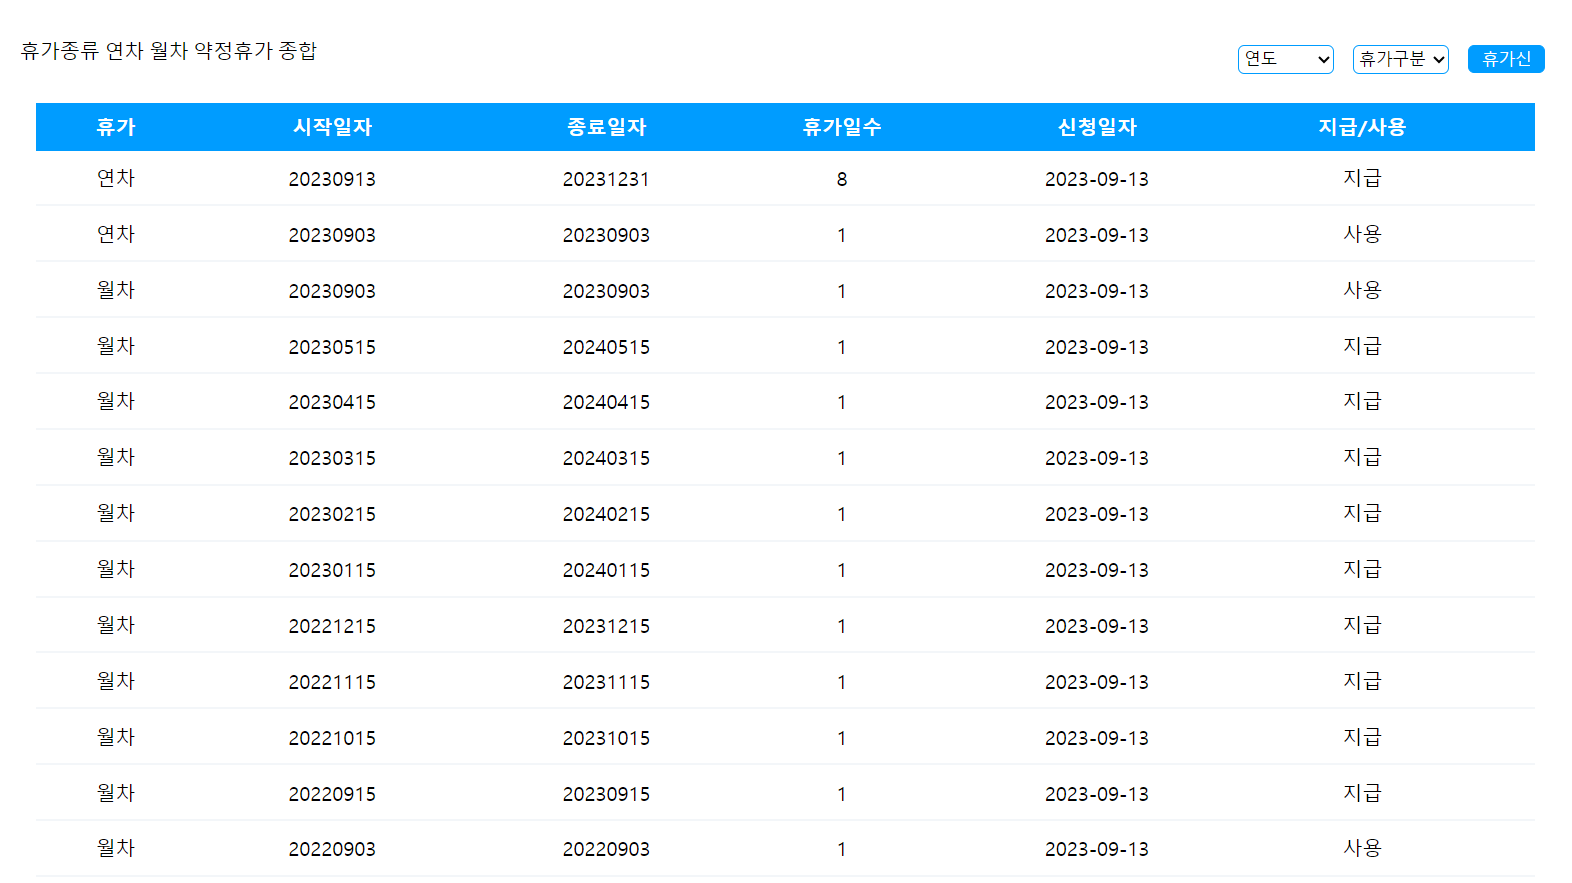 휴가종류 연차 월차 약정휴가 종합
연도 휴가구분 휴가신
휴가 시작일자 종료일자 휴가일수 신청일자 지급/사용
연차 20230913 20231231 8 2023-09-13 지급
연차 20230903 20230903 1 2023-09-13 사용
월차 20230903 20230903 1 2023-09-13 사용
월차 20230515 20240515 1 2023-09-13 지급
월차 20230415 20240415 1 2023-09-13 지급
월차 20230315 20240315 1 2023-09-13 지급
월차 20230215 20240215 1 2023-09-13 지급
월차 20230115 20240115 1 2023-09-13 지급
월차 20221215 20231215 1 2023-09-13 지급
월차 20221115 20231115 1 2023-09-13 지급
월차 20221015 20231015 1 2023-09-13 지급
월차 20220915 20230915 1 2023-09-13 지급
월차 20220903 20220903 1 2023-09-13 사용